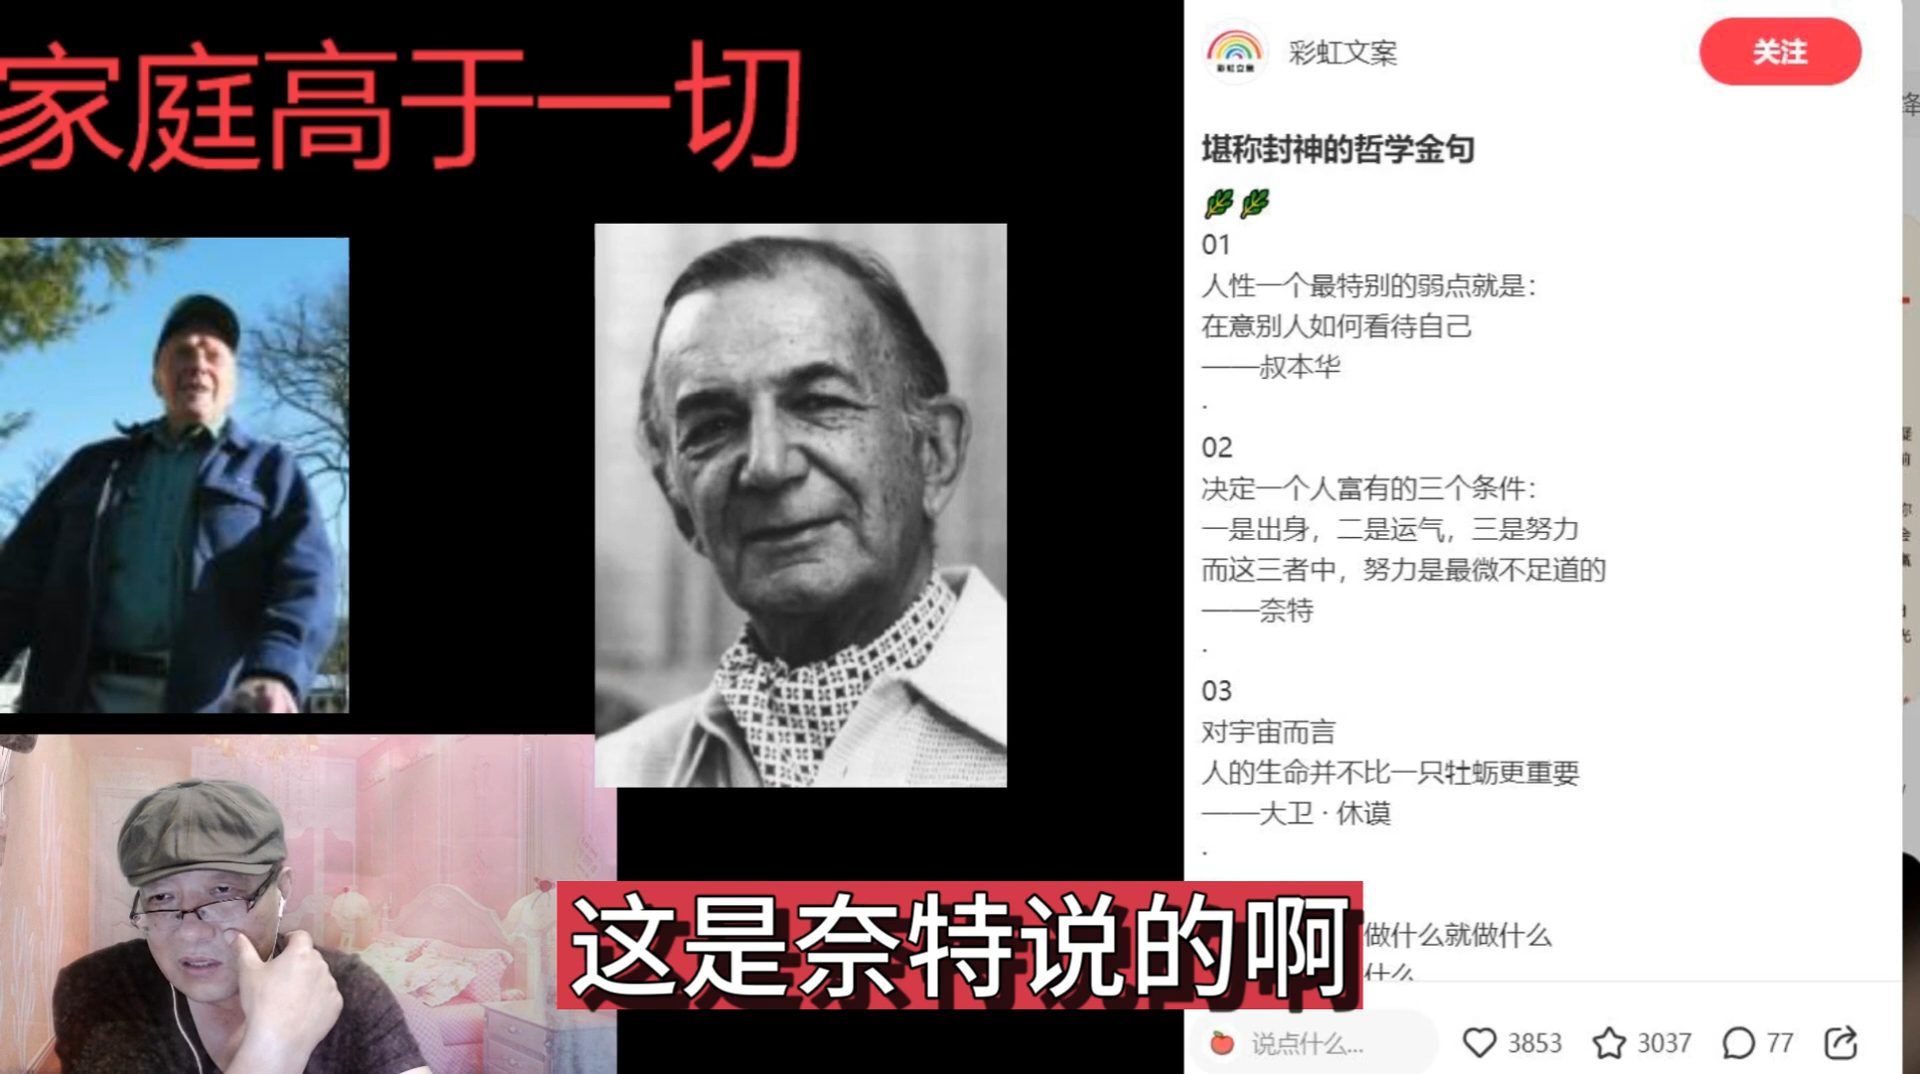 家庭高于一切
彩虹文案
关注
堪称封神的哲学金句
01
人性一个最特别的弱点就是：
在意别人如何看待自己
——叔本华
.
02
决定一个人富有的三个条件：
一是出身，二是运气，三是努力
而这三者中，努力是最微不足道的
——奈特
.
03
对宇宙而言
人的生命并不比一只牡蛎更重要
——大卫·休谟
.
做什么就做什么
什么
这是奈特说的啊
说点什么...
3853
3037
77